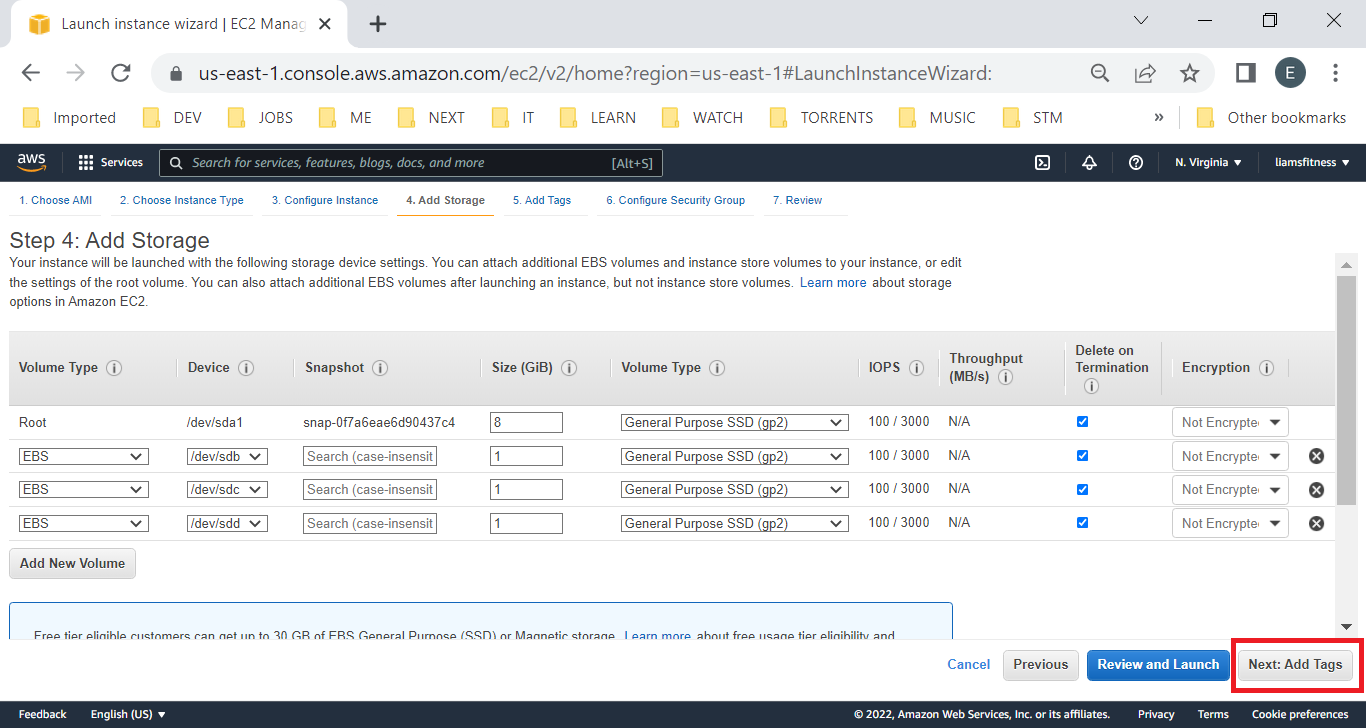 Launch instance wizard | EC2 Manag
us-east-1.console.aws.amazon.com/ec2/v2/home?region=us-east-1#LaunchInstanceWizard:
E
Imported DEV JOBS ME NEXT IT LEARN WATCH TORRENTS MUSIC STM » Other bookmarks
aws Services Search for services, features, blogs, docs, and more [Alt+S] N. Virginia liamsfitness
1. Choose AMI 2. Choose Instance Type 3. Configure Instance 4. Add Storage 5. Add Tags 6. Configure Security Group 7. Review
Step 4: Add Storage
Your instance will be launched with the following storage device settings. You can attach additional EBS volumes and instance store volumes to your instance, or edit
the settings of the root volume. You can also attach additional EBS volumes after launching an instance, but not instance store volumes. Learn more about storage
options in Amazon EC2.
Volume Type Device Snapshot Size (GiB) Volume Type IOPS Throughput (MB/s) Delete on Termination Encryption
Root /dev/sda1 snap-0f7a6eae6d90437c4 8 General Purpose SSD (gp2) 100 / 3000 N/A Not Encrypte
EBS /dev/sdb Search (case-insensit 1 General Purpose SSD (gp2) 100 / 3000 N/A Not Encrypte
EBS /dev/sdc Search (case-insensit 1 General Purpose SSD (gp2) 100 / 3000 N/A Not Encrypte
EBS /dev/sdd Search (case-insensit 1 General Purpose SSD (gp2) 100 / 3000 N/A Not Encrypte
Add New Volume
Free tier eligible customers can get up to 30 GB of EBS General Purpose (SSD) or Magnetic storage. Learn more about free usage tier eligibility and
Cancel Previous Review and Launch Next: Add Tags
Feedback English (US) © 2022, Amazon Web Services, Inc. or its affiliates. Privacy Terms Cookie preferences